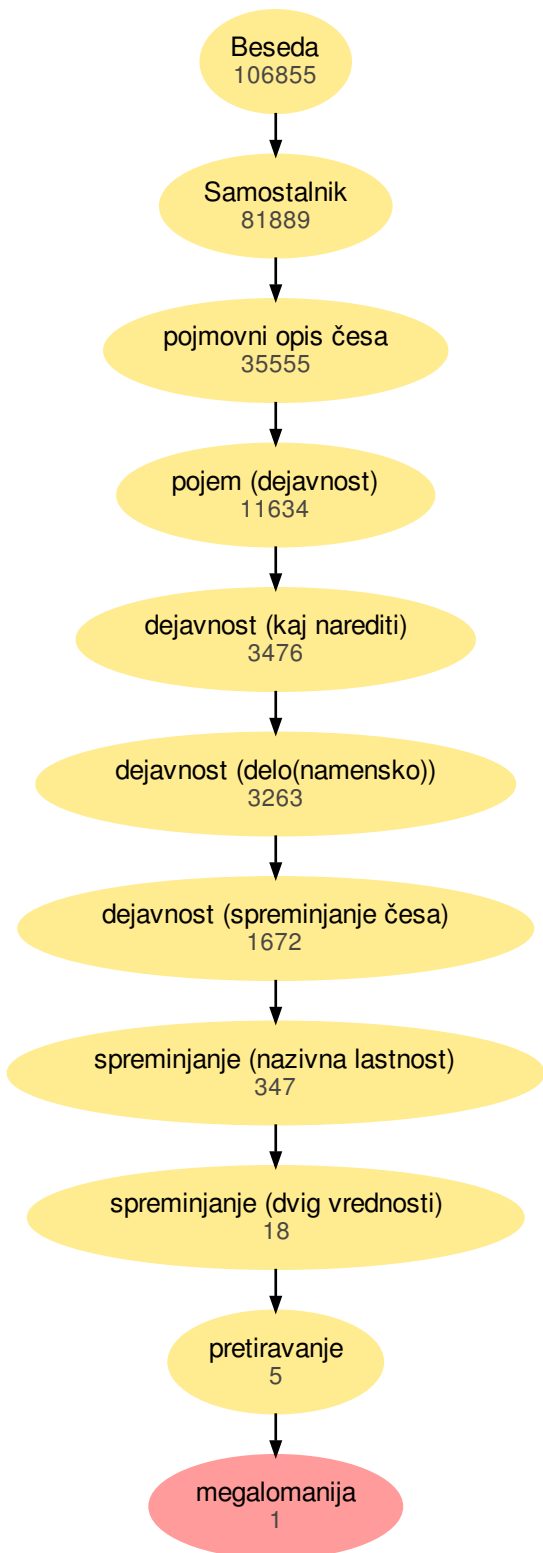 Beseda
106855
Samostalnik
81889
pojmovni opis česa
35555
pojem (dejavnost)
11634
dejavnost (kaj narediti)
3476
dejavnost (delo(namensko))
3263
dejavnost (spreminjanje česa)
1672
spreminjanje (nazivna lastnost)
347
spreminjanje (dvig vrednosti)
18
pretiravanje
5
megalomanija
1